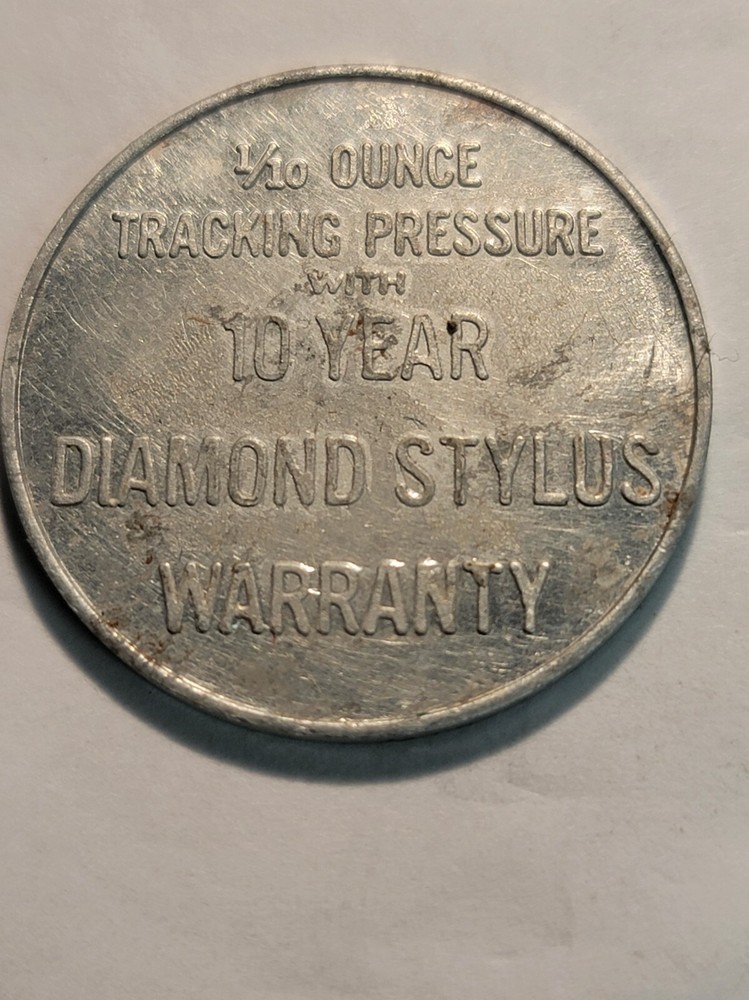 1/10 OUNCE
TRACKING PRESSURE
WITH
10 YEAR
DIAMOND STYLUS
WARRANTY